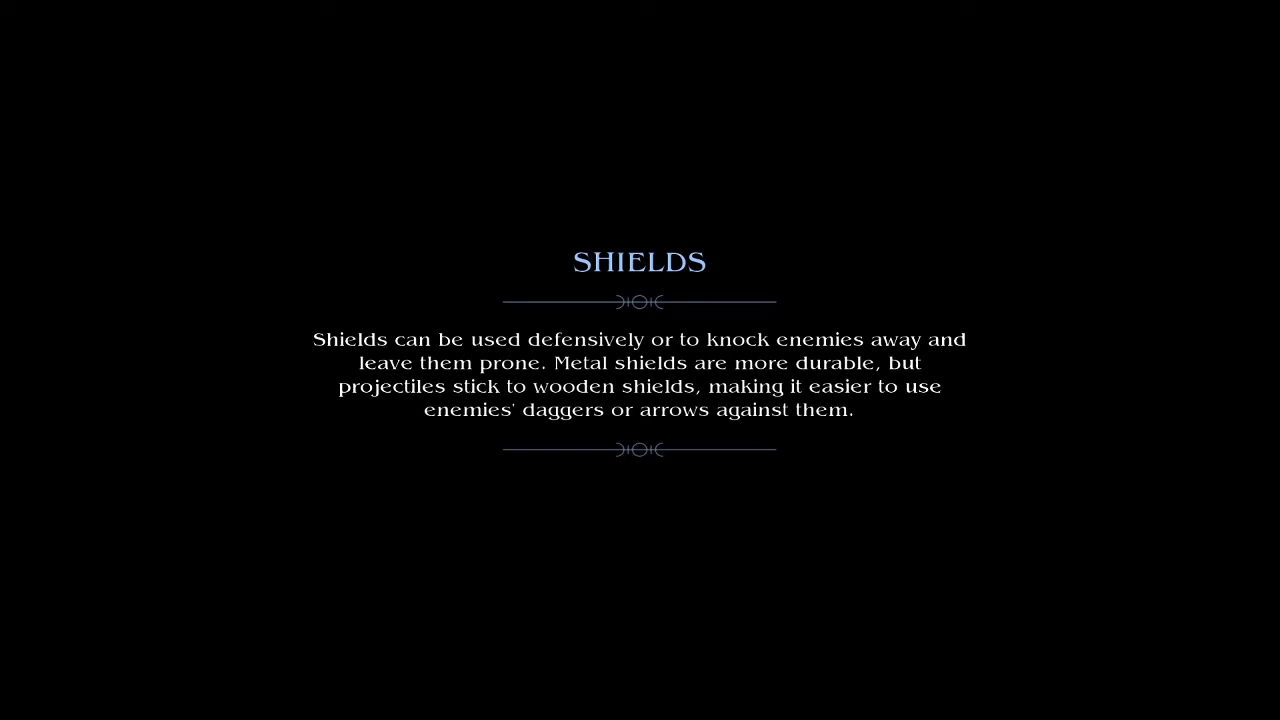 SHIELDS
Shields can be used defensively or to knock enemies away and
leave them prone. Metal shields are more durable, but
projectiles stick to wooden shields, making it easier to use
enemies' daggers or arrows against them.